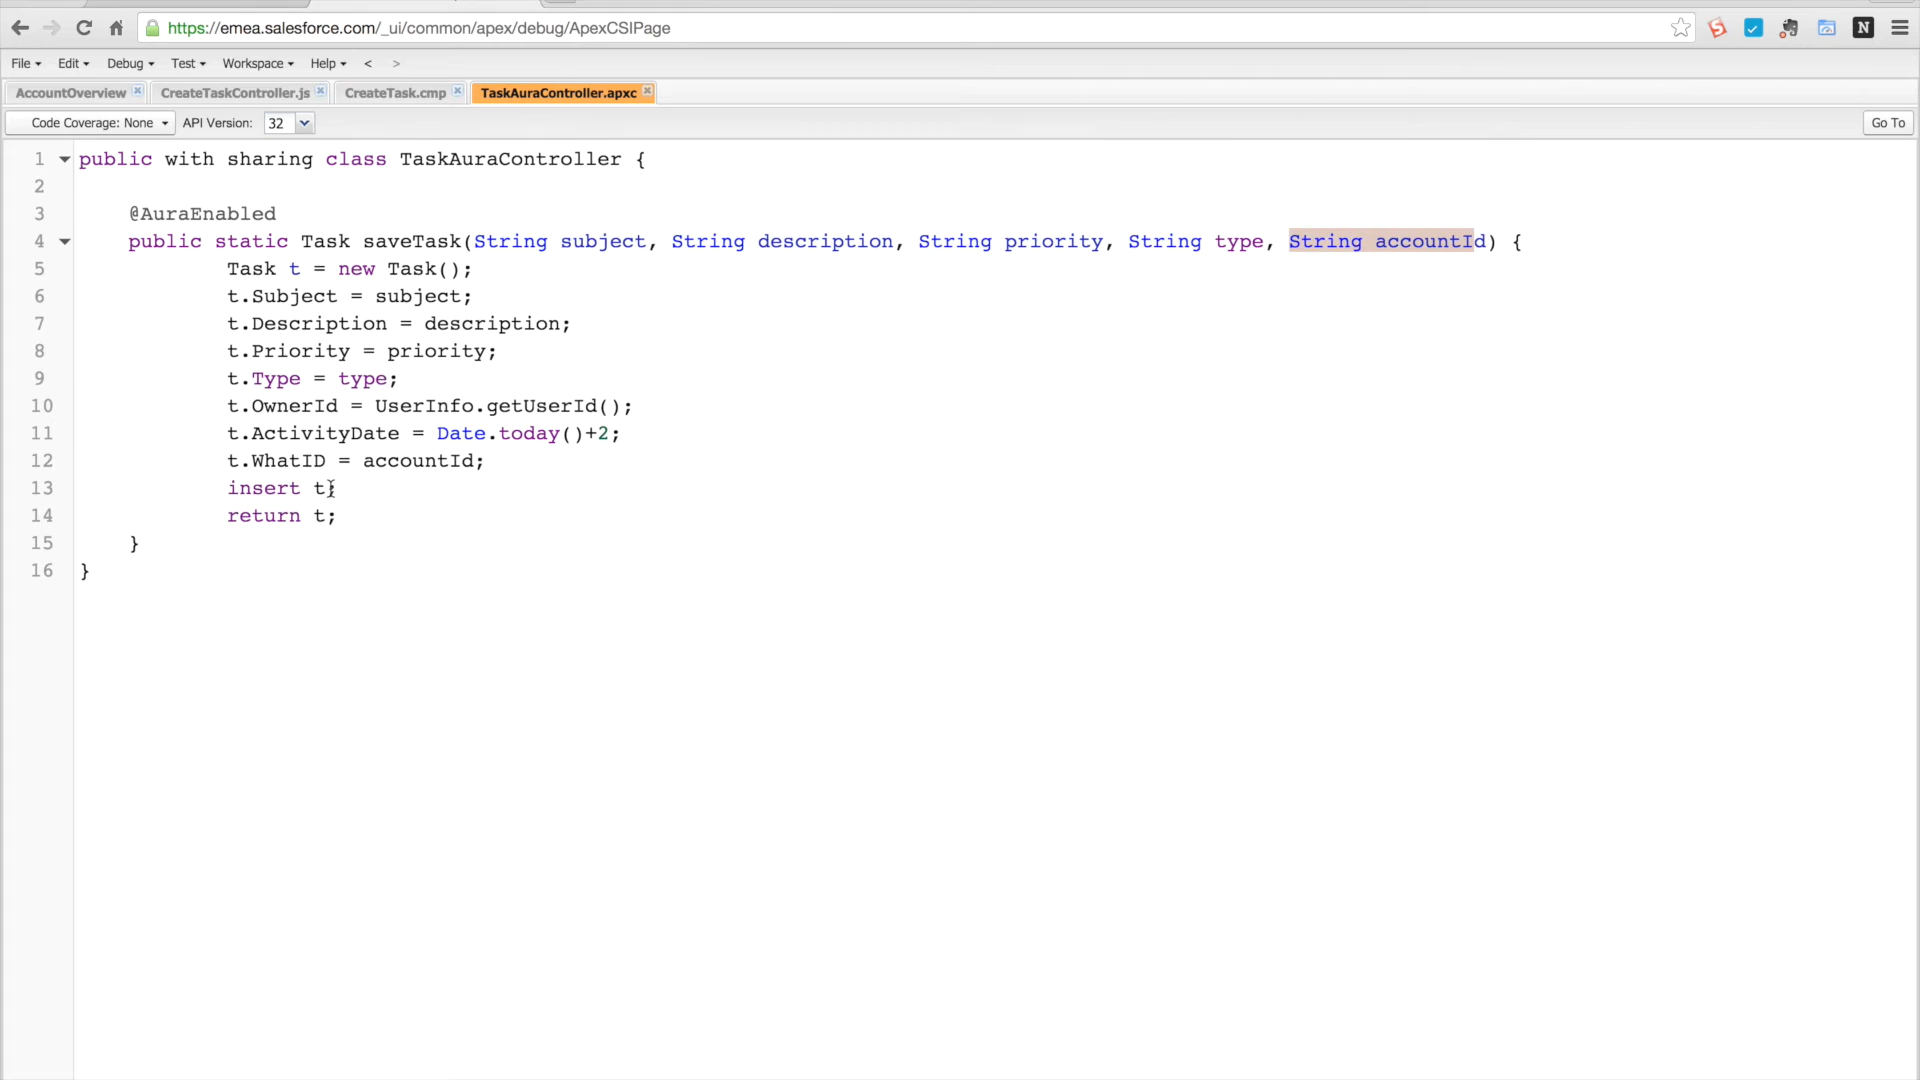 https://emea.salesforce.com/_ui/common/apex/debug/ApexCSIPage
File Edit Debug Test Workspace Help < >
AccountOverview CreateTaskController.js CreateTask.cmp TaskAuraController.apxc
Code Coverage: None API Version: 32 Go To
1 public with sharing class TaskAuraController {
2
3 @AuraEnabled
4 public static Task saveTask(String subject, String description, String priority, String type, String accountId) {
5 Task t = new Task();
6 t.Subject = subject;
7 t.Description = description;
8 t.Priority = priority;
9 t.Type = type;
10 t.OwnerId = UserInfo.getUserId();
11 t.ActivityDate = Date.today()+2;
12 t.WhatID = accountId;
13 insert t;
14 return t;
15 }
16 }